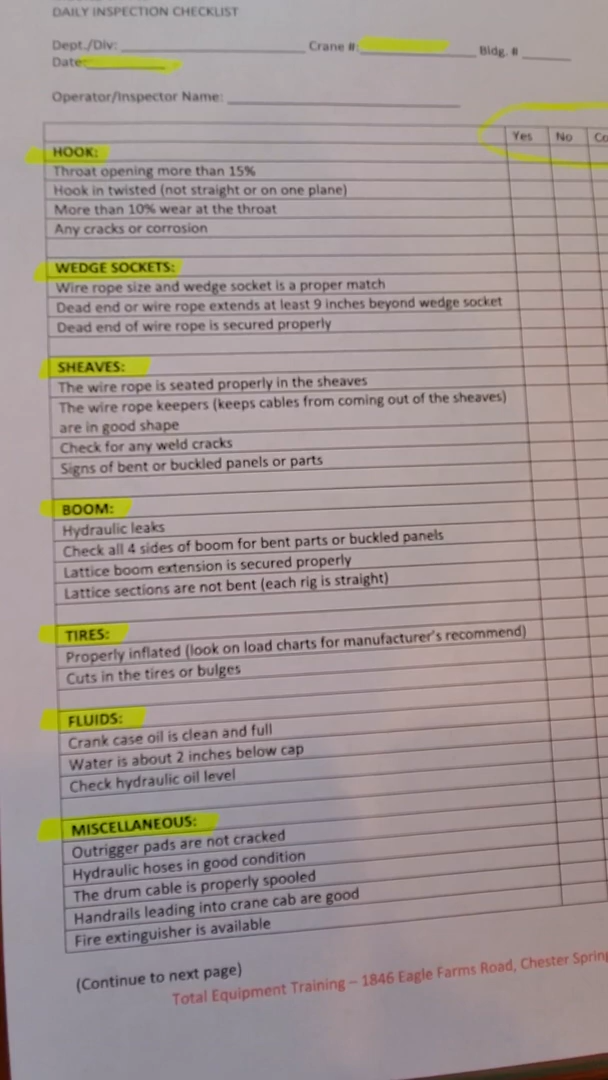 DAILY INSPECTION CHECKLIST
Dept./Div: Crane #: Bldg. #
Date:
Operator/Inspector Name:
Yes No
HOOK:
Throat opening more than 15%
Hook in twisted (not straight or on one plane)
More than 10% wear at the throat
Any cracks or corrosion
WEDGE SOCKETS:
Wire rope size and wedge socket is a proper match
Dead end or wire rope extends at least 9 inches beyond wedge socket
Dead end of wire rope is secured properly
SHEAVES:
The wire rope is seated properly in the sheaves
The wire rope keepers (keeps cables from coming out of the sheaves)
are in good shape
Check for any weld cracks
Signs of bent or buckled panels or parts
BOOM:
Hydraulic leaks
Check all 4 sides of boom for bent parts or buckled panels
Lattice boom extension is secured properly
Lattice sections are not bent (each rig is straight)
TIRES:
Properly inflated (look on load charts for manufacturer's recommend)
Cuts in the tires or bulges
FLUIDS:
Crank case oil is clean and full
Water is about 2 inches below cap
Check hydraulic oil level
MISCELLANEOUS:
Outrigger pads are not cracked
Hydraulic hoses in good condition
The drum cable is properly spooled
Handrails leading into crane cab are good
Fire extinguisher is available
(Continue to next page)
Total Equipment Training – 1846 Eagle Farms Road, Chester Spring